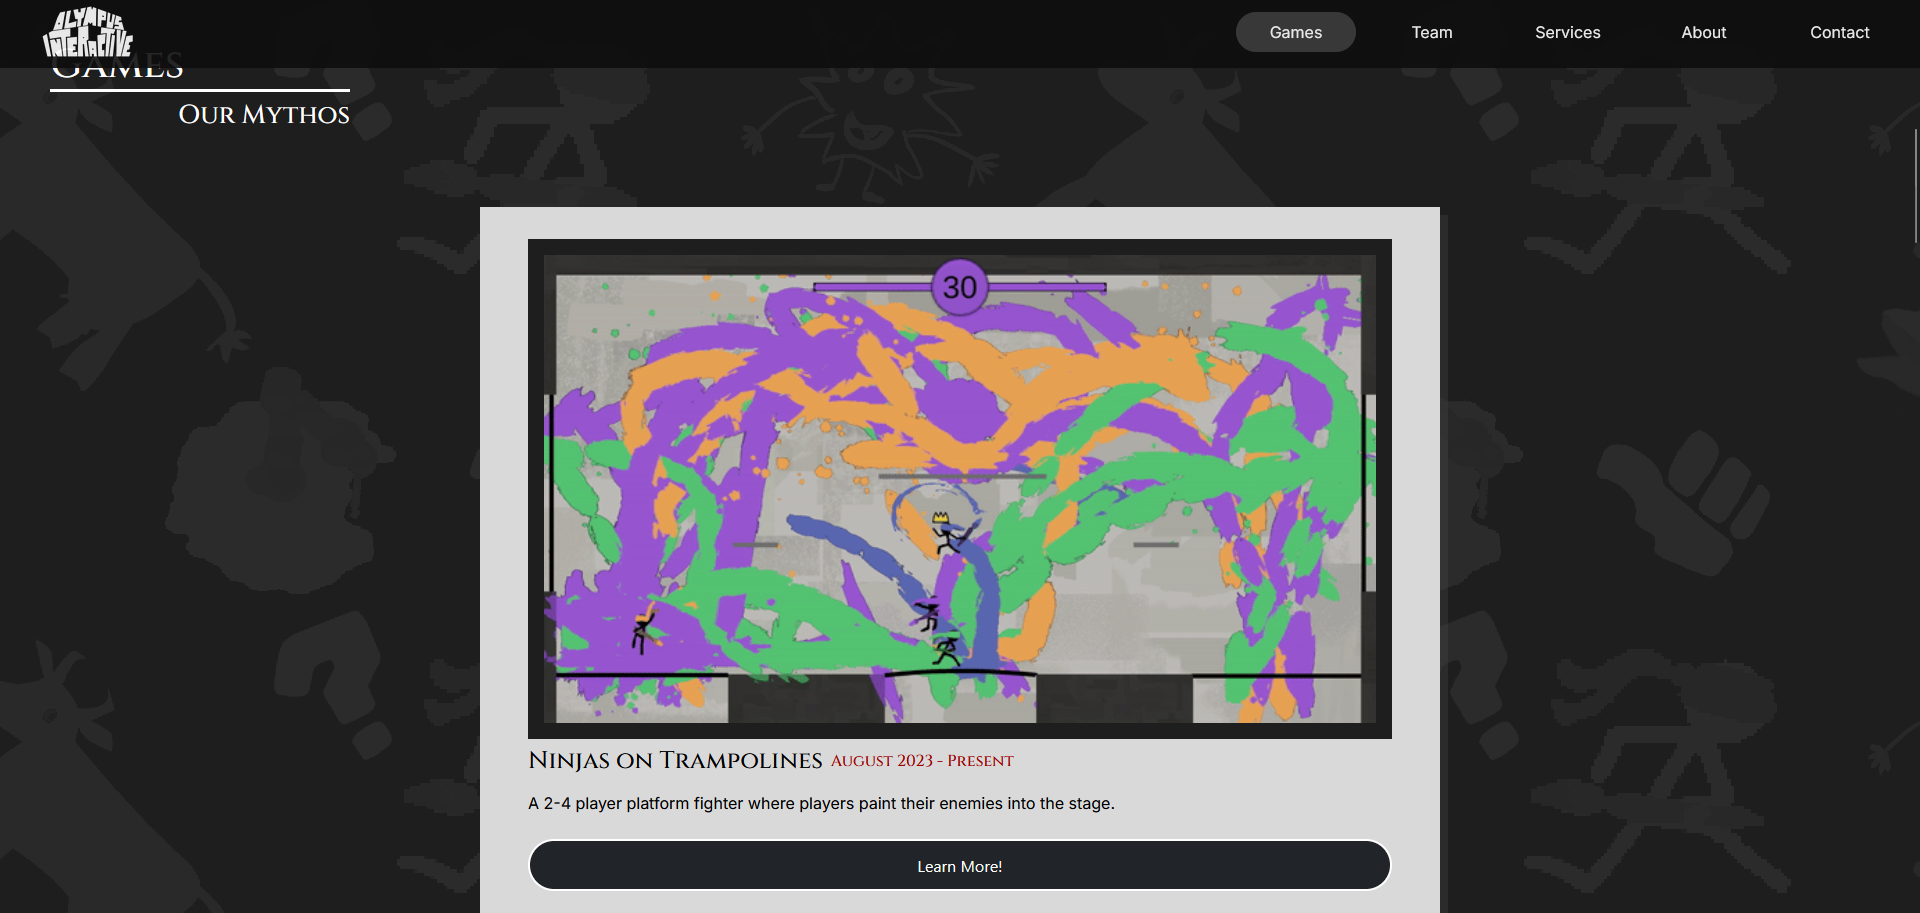 OLYMPUS
INTERACTIVE
Games
Team
Services
About
Contact
GAMES
OUR MYTHOS
30
NINJAS ON TRAMPOLINES AUGUST 2023 - PRESENT
A 2-4 player platform fighter where players paint their enemies into the stage.
Learn More!